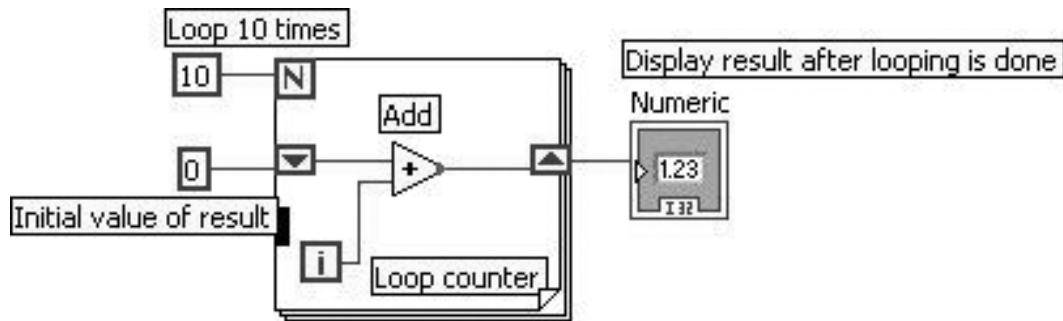 Loop 10 times
10
N
Display result after looping is done
Numeric
Add
+
0
1.23
I32
Initial value of result
i
Loop counter